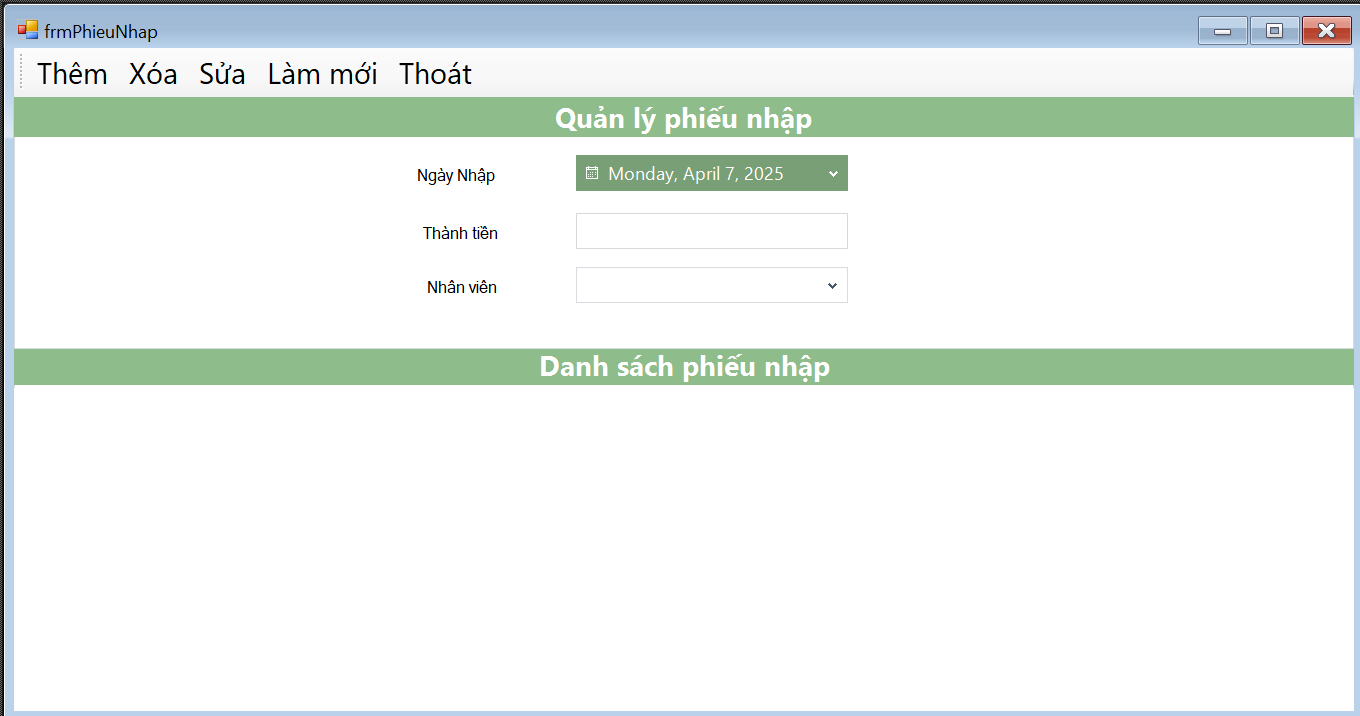 frmPhieuNhap
Thêm Xóa Sửa Làm mới Thoát
Quản lý phiếu nhập
Ngày Nhập Monday, April 7, 2025
Thành tiền
Nhân viên
Danh sách phiếu nhập